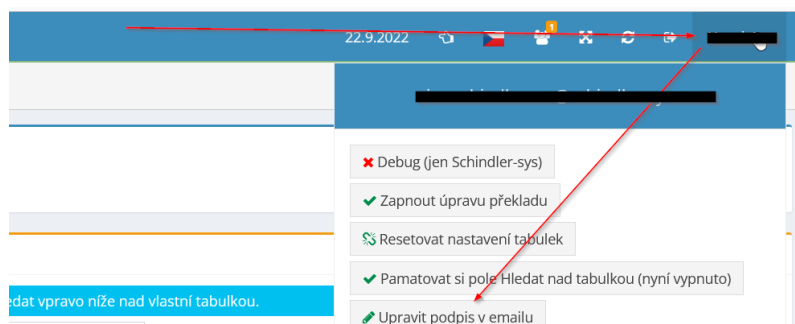 22.9.2022 1
Debug (jen Schindler-sys)
Zapnout úpravu překladu
Resetovat nastavení tabulek
Pamatovat si pole Hledat nad tabulkou (nyní vypnuto)
edat vpravo níže nad vlastní tabulkou.
Upravit podpis v emailu